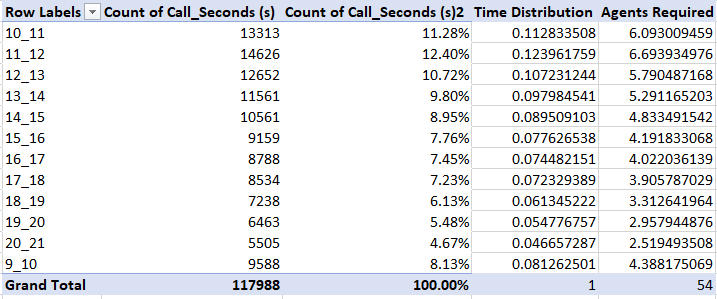 Row Labels Count of Call_Seconds (s) Count of Call_Seconds (s)2 Time Distribution Agents Required
10_11 13313 11.28% 0.112833508 6.093009459
11_12 14626 12.40% 0.123961759 6.693934976
12_13 12652 10.72% 0.107231244 5.790487168
13_14 11561 9.80% 0.097984541 5.291165203
14_15 10561 8.95% 0.089509103 4.833491542
15_16 9159 7.76% 0.077626538 4.191833068
16_17 8788 7.45% 0.074482151 4.022036139
17_18 8534 7.23% 0.072329389 3.905787029
18_19 7238 6.13% 0.061345222 3.312641964
19_20 6463 5.48% 0.054776757 2.957944876
20_21 5505 4.67% 0.046657287 2.519493508
9_10 9588 8.13% 0.081262501 4.388175069
Grand Total 117988 100.00% 1 54